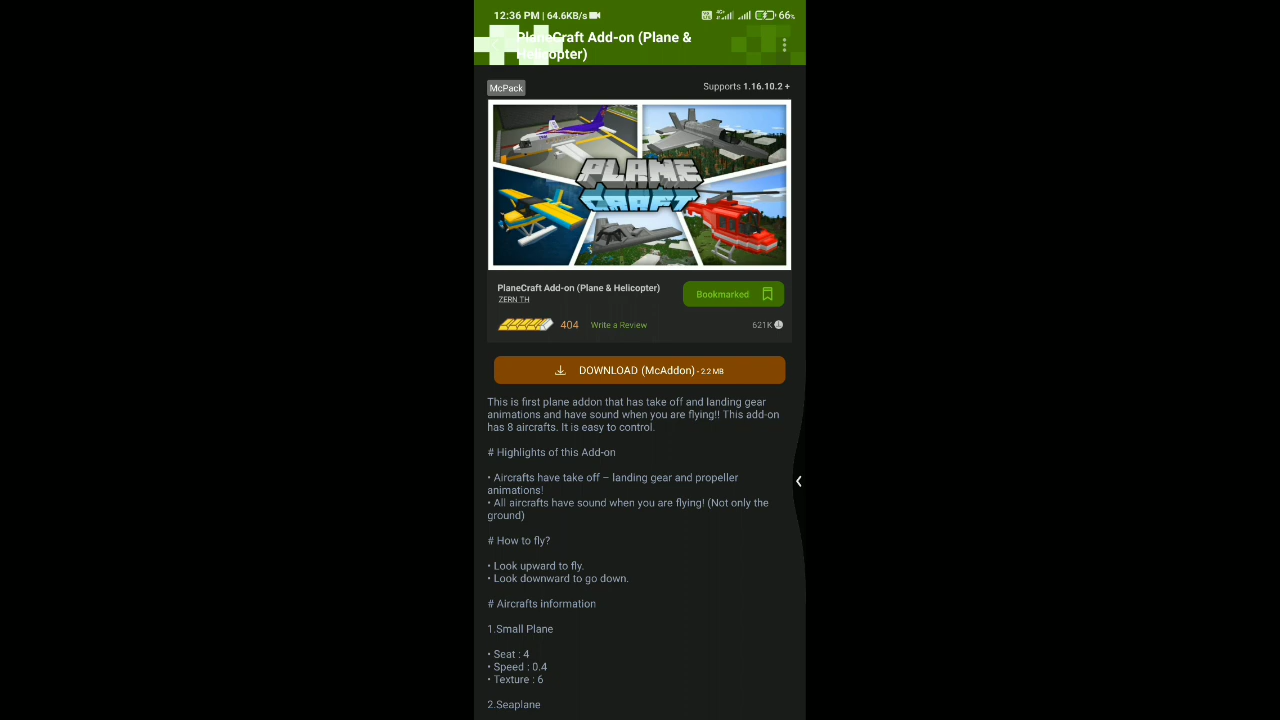 12:36 PM | 64.6KB/s
4G+
66%
PlaneCraft Add-on (Plane &
Helicopter)
McPack
Supports 1.16.10.2 +
PLANE
CRAFT
PlaneCraft Add-on (Plane & Helicopter)
ZERN TH
Bookmarked
404 Write a Review
621K
DOWNLOAD (McAddon) - 2.2 MB
This is first plane addon that has take off and landing gear
animations and have sound when you are flying!! This add-on
has 8 aircrafts. It is easy to control.
# Highlights of this Add-on
• Aircrafts have take off – landing gear and propeller
animations!
• All aircrafts have sound when you are flying! (Not only the
ground)
# How to fly?
• Look upward to fly.
• Look downward to go down.
# Aircrafts information
1.Small Plane
• Seat : 4
• Speed : 0.4
• Texture : 6
2.Seaplane